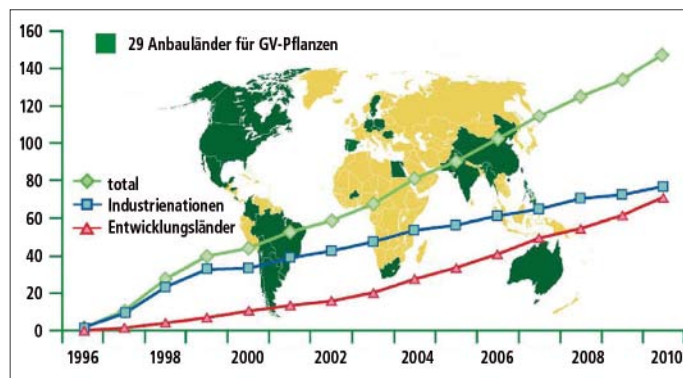 160
140
120
100
80
60
40
20
0
29 Anbauländer für GV-Pflanzen
total
Industrienationen
Entwicklungsländer
1996 1998 2000 2002 2004 2006 2008 2010